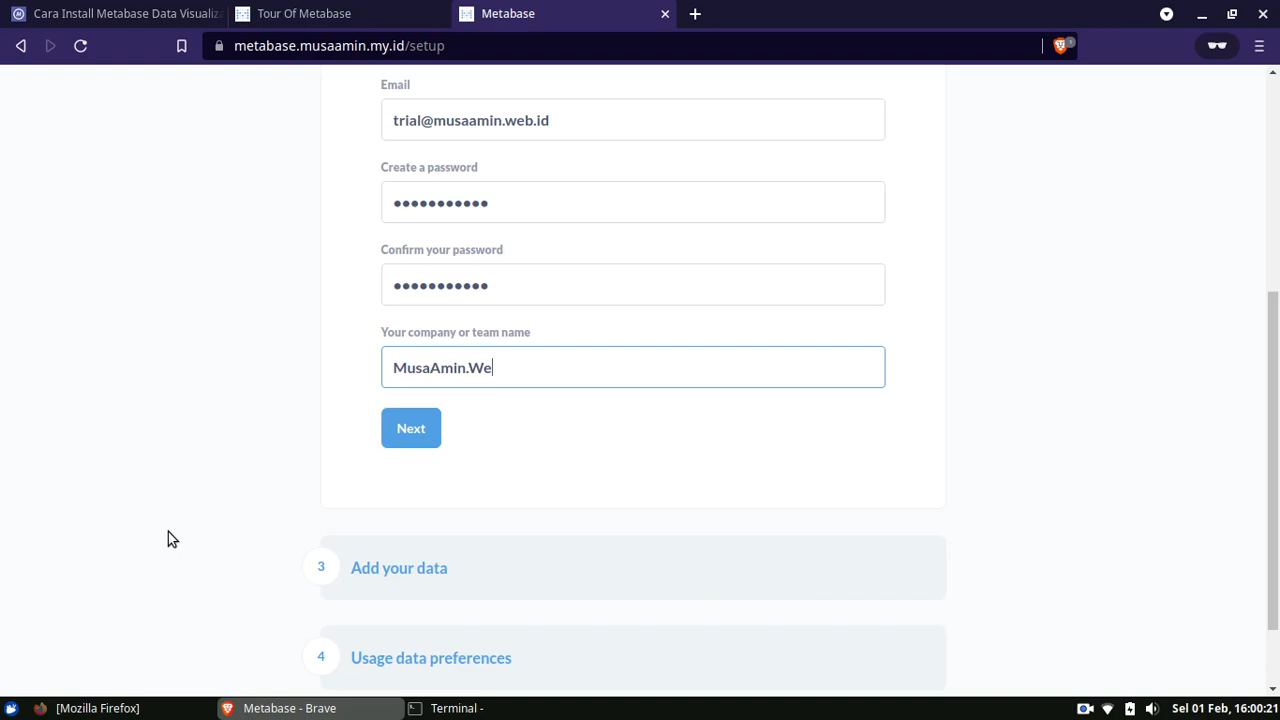 Cara Install Metabase Data Visualiz
Tour Of Metabase
Metabase
metabase.musaamin.my.id/setup
1
Email
trial@musaamin.web.id
Create a password
•••••••••••
Confirm your password
•••••••••••
Your company or team name
MusaAmin.We
Next
3
Add your data
4
Usage data preferences
[Mozilla Firefox]
Metabase - Brave
Terminal -
Sel 01 Feb, 16:00:21